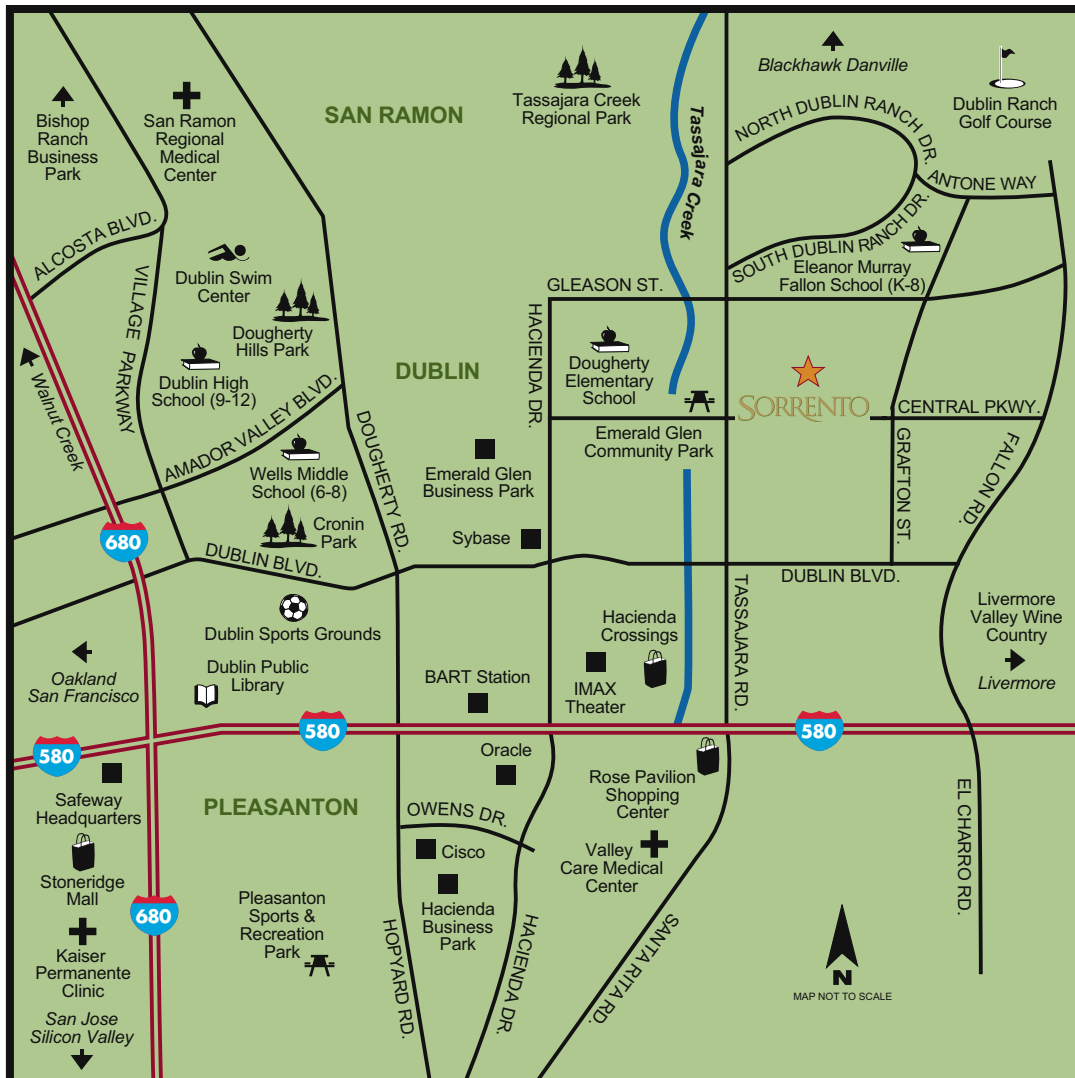 Blackhawk Danville
Bishop
Ranch
Business
Park
San Ramon
Regional
Medical
Center
SAN RAMON
Tassajara Creek
Regional Park
Tassajara Creek
NORTH DUBLIN RANCH DR.
Dublin Ranch
Golf Course
ANTONE WAY
SOUTH DUBLIN RANCH DR.
Eleanor Murray
Fallon School (K-8)
ALCOSTA BLVD.
VILLAGE PARKWAY
Dublin Swim
Center
Dougherty
Hills Park
Dublin High
School (9-12)
Walnut Creek
AMADOR VALLEY BLVD.
DOUGHERTY RD.
DUBLIN
GLEASON ST.
HACIENDA DR.
Dougherty
Elementary
School
SORRENTO
CENTRAL PKWY.
Emerald Glen
Community Park
GRAFTON ST.
FALLON RD.
Wells Middle
School (6-8)
Emerald Glen
Business Park
Cronin
Park
Sybase
680
DUBLIN BLVD.
DUBLIN BLVD.
Dublin Sports Grounds
Hacienda
Crossings
TASSAJARA RD.
Livermore
Valley Wine
Country
Livermore
Oakland
San Francisco
Dublin Public
Library
BART Station
IMAX
Theater
580
580
580
Safeway
Headquarters
PLEASANTON
Oracle
Rose Pavilion
Shopping
Center
OWENS DR.
EL CHARRO RD.
Stoneridge
Mall
Cisco
Valley
Care Medical
Center
680
Pleasanton
Sports &
Recreation
Park
Hacienda
Business
Park
HOPYARD RD.
HACIENDA DR.
SANTA RITA RD.
Kaiser
Permanente
Clinic
N
MAP NOT TO SCALE
San Jose
Silicon Valley